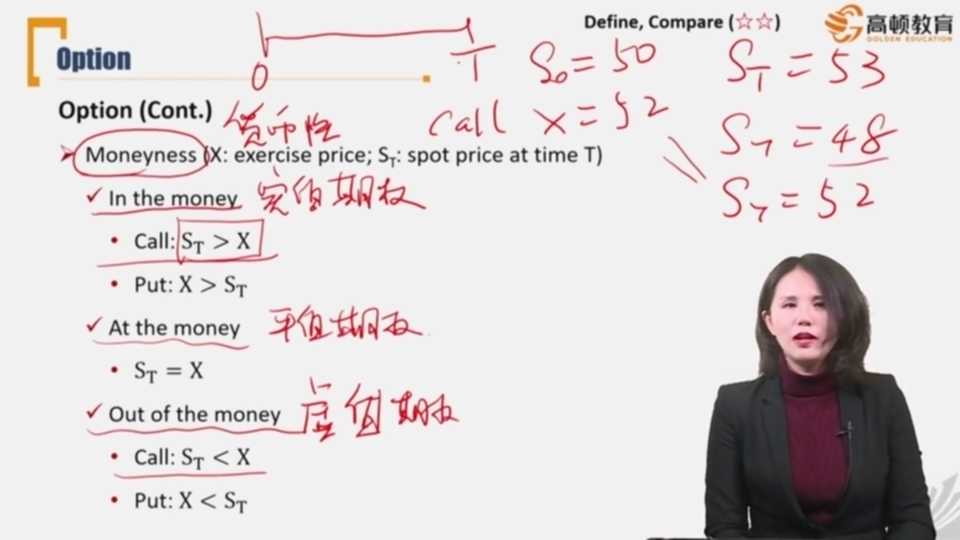 Define, Compare (☆☆)
高顿教育
GOLDEN EDUCATION
Option
0
T
S₀ = 50
S_T = 53
Option (Cont.)
货币性
call X = 52
S_T = 48
➤ Moneyness (X: exercise price; S_T: spot price at time T)
S_T = 52
✓ In the money 实值期权
• Call: S_T > X
• Put: X > S_T
✓ At the money 平值期权
• S_T = X
✓ Out of the money 虚值期权
• Call: S_T < X
• Put: X < S_T